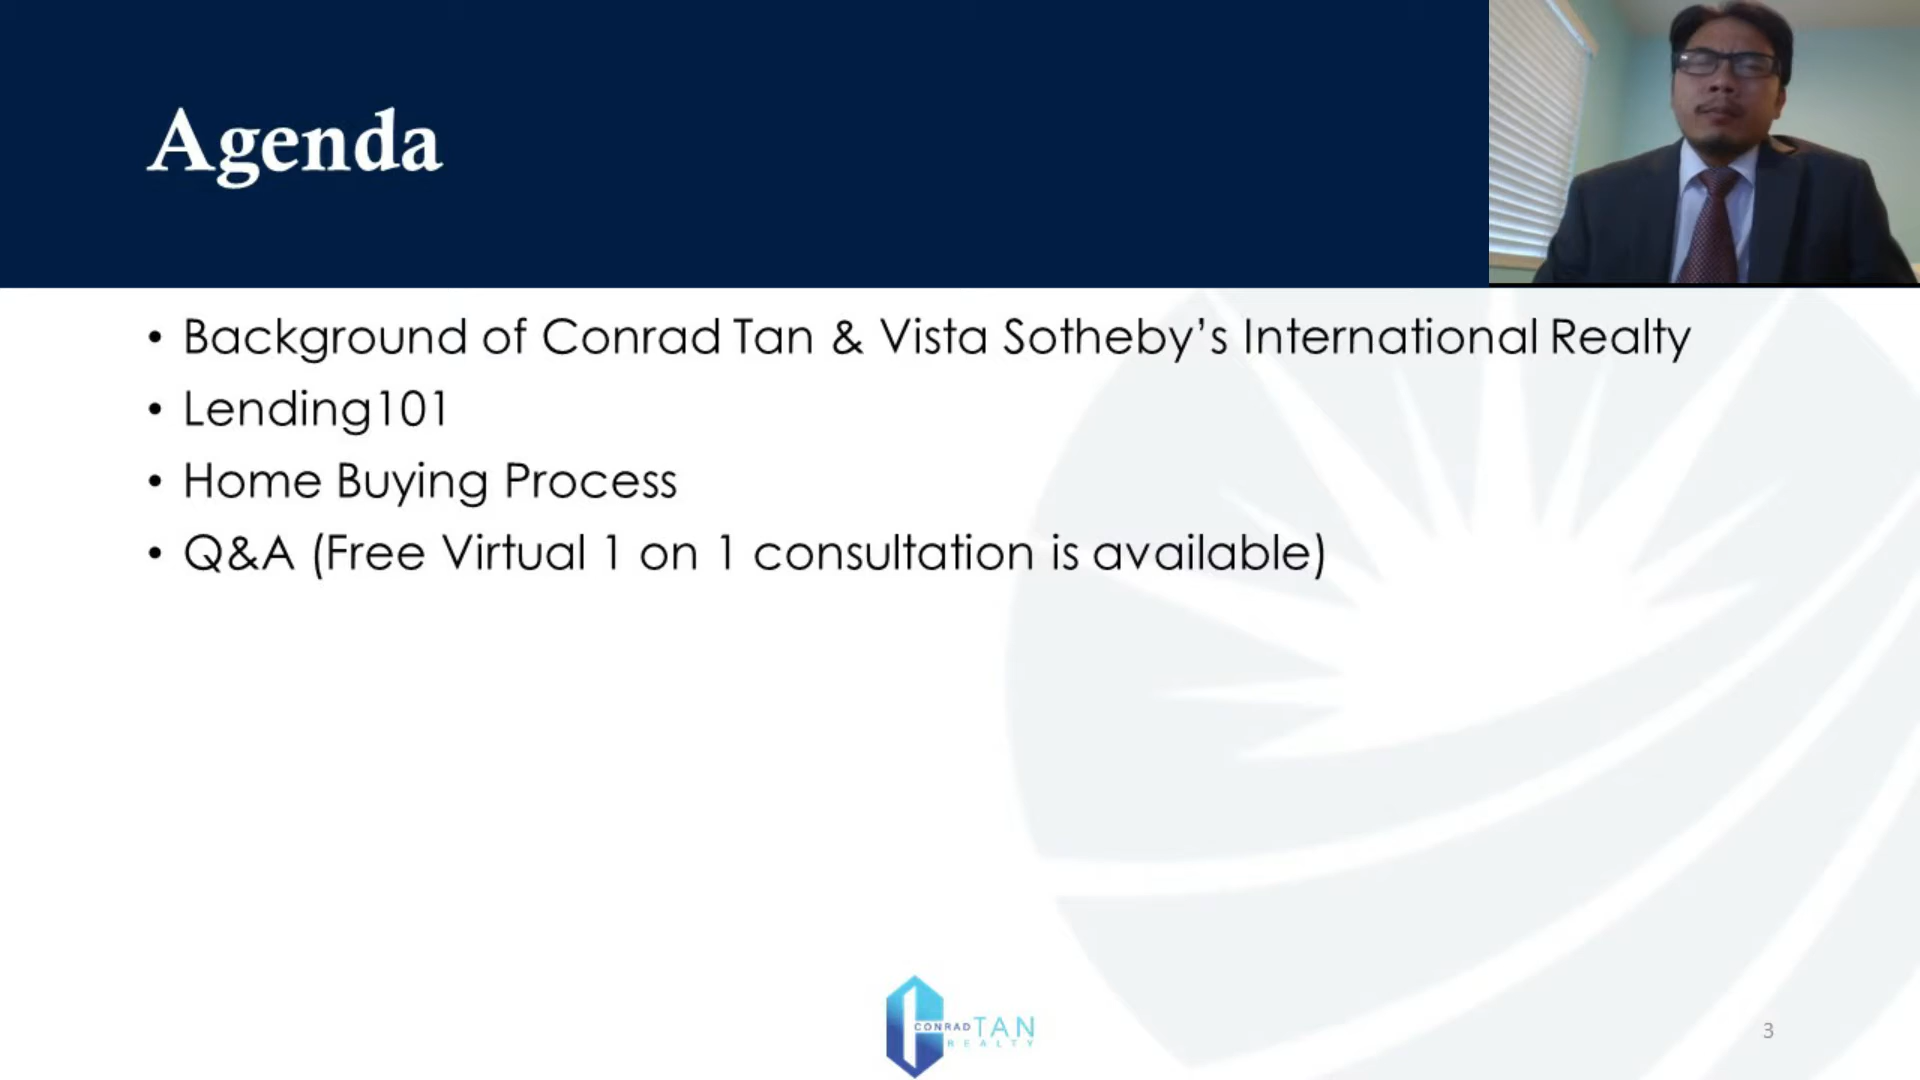 Agenda
• Background of Conrad Tan & Vista Sotheby’s International Realty
• Lending101
• Home Buying Process
• Q&A (Free Virtual 1 on 1 consultation is available)
CONRAD TAN
REALTY
3